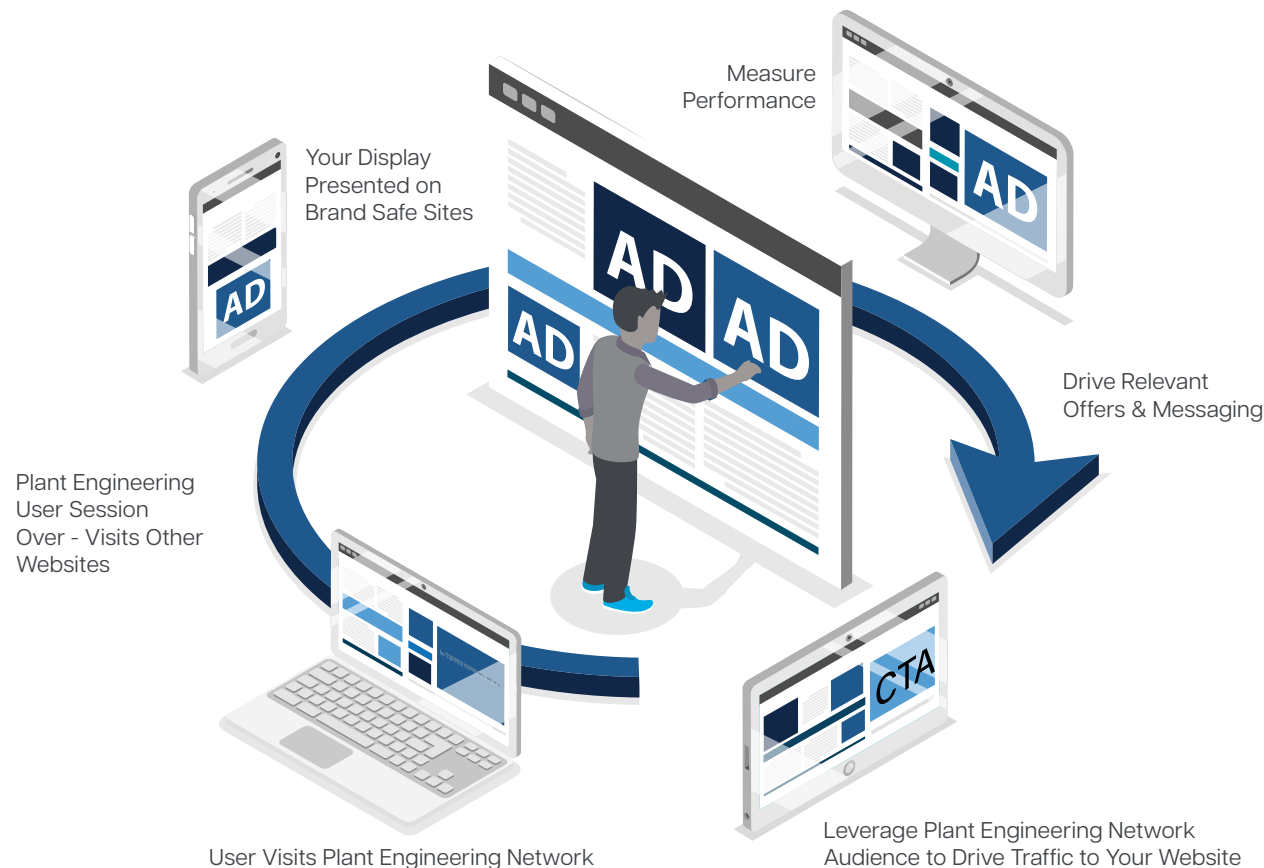 Measure
Performance
Your Display
Presented on
Brand Safe Sites
AD
AD
AD
AD
AD
Drive Relevant
Offers & Messaging
Plant Engineering
User Session
Over - Visits Other
Websites
CTA
User Visits Plant Engineering Network
Leverage Plant Engineering Network
Audience to Drive Traffic to Your Website